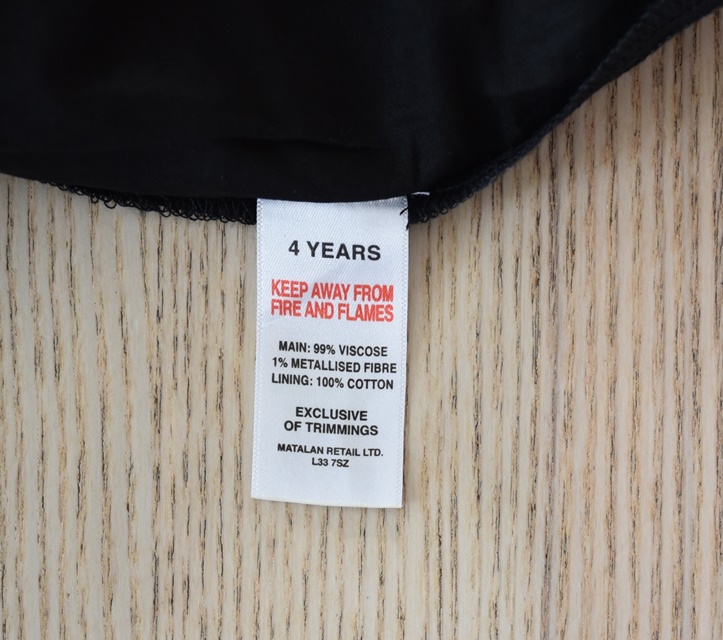 4 YEARS
KEEP AWAY FROM
FIRE AND FLAMES
MAIN: 99% VISCOSE
1% METALLISED FIBRE
LINING: 100% COTTON
EXCLUSIVE
OF TRIMMINGS
MATALAN RETAIL LTD.
L33 7SZ